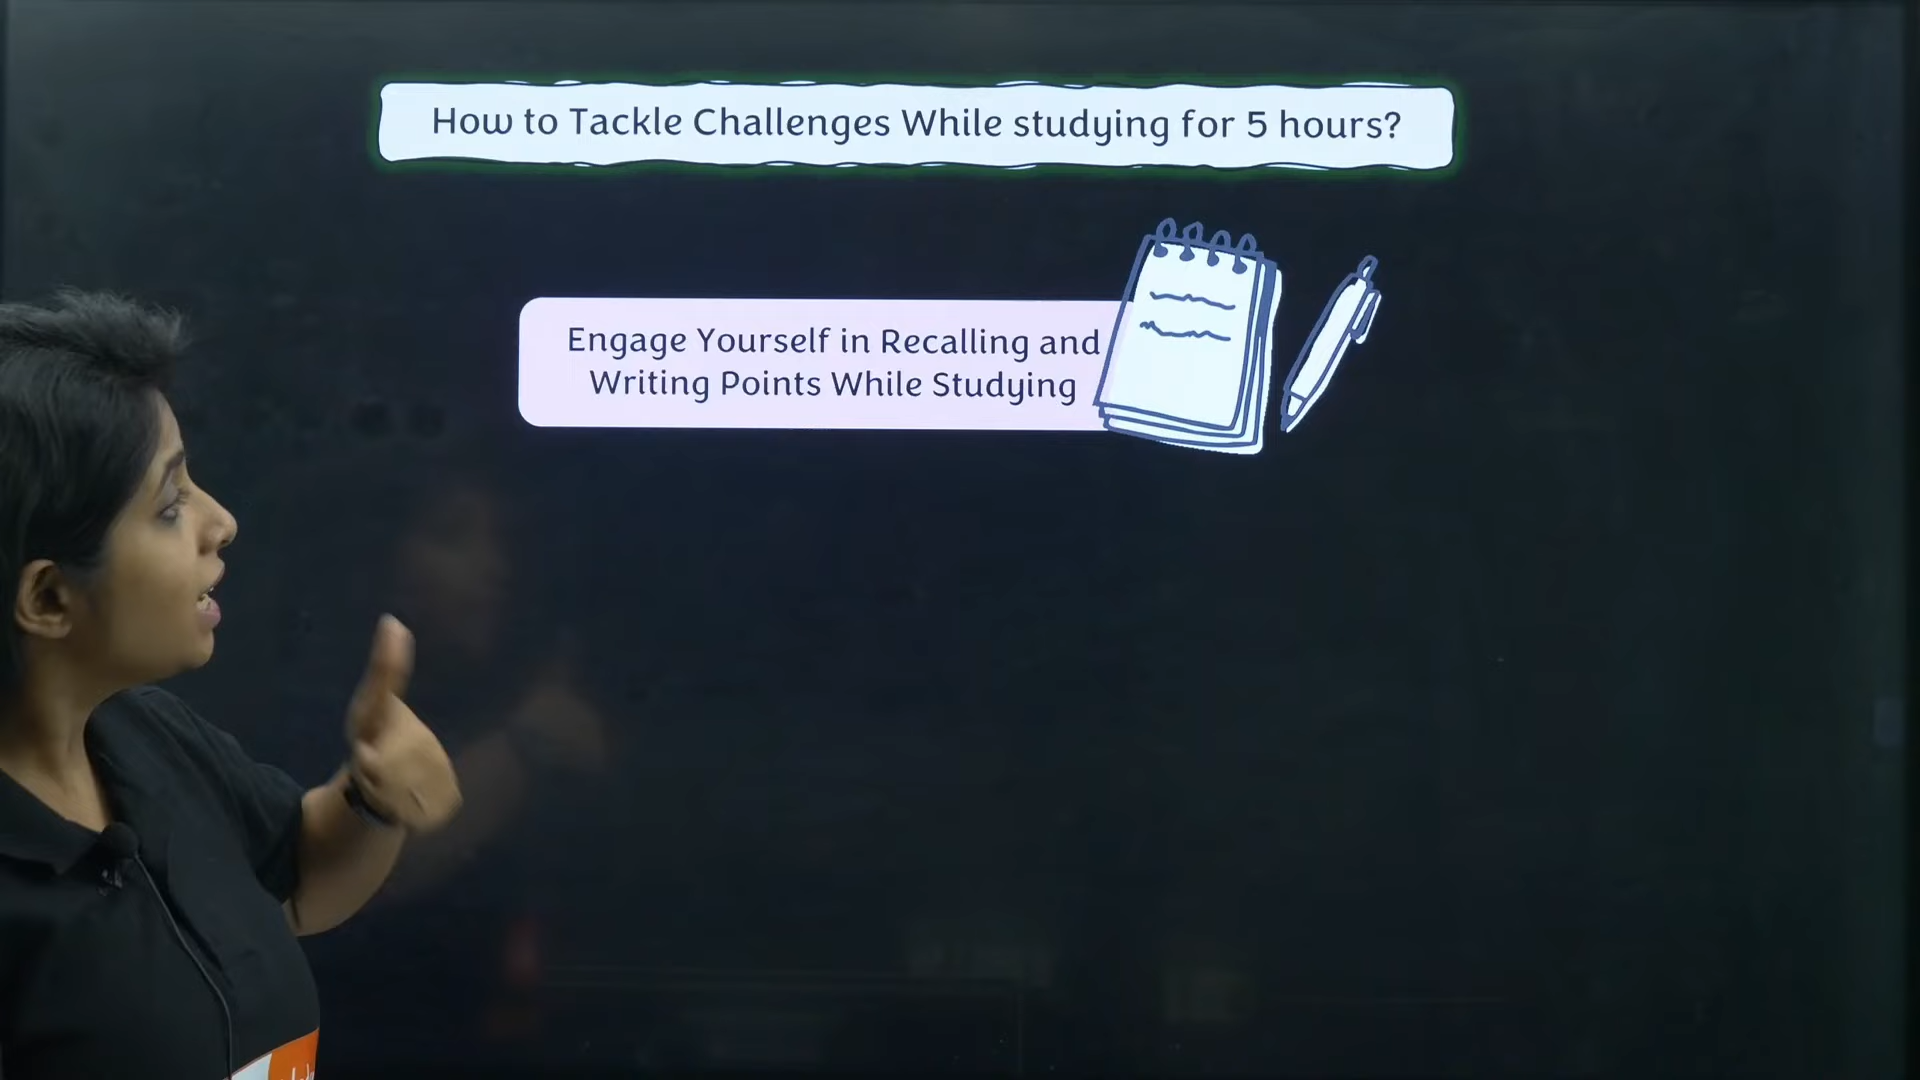 How to Tackle Challenges While studying for 5 hours?
Engage Yourself in Recalling and
Writing Points While Studying